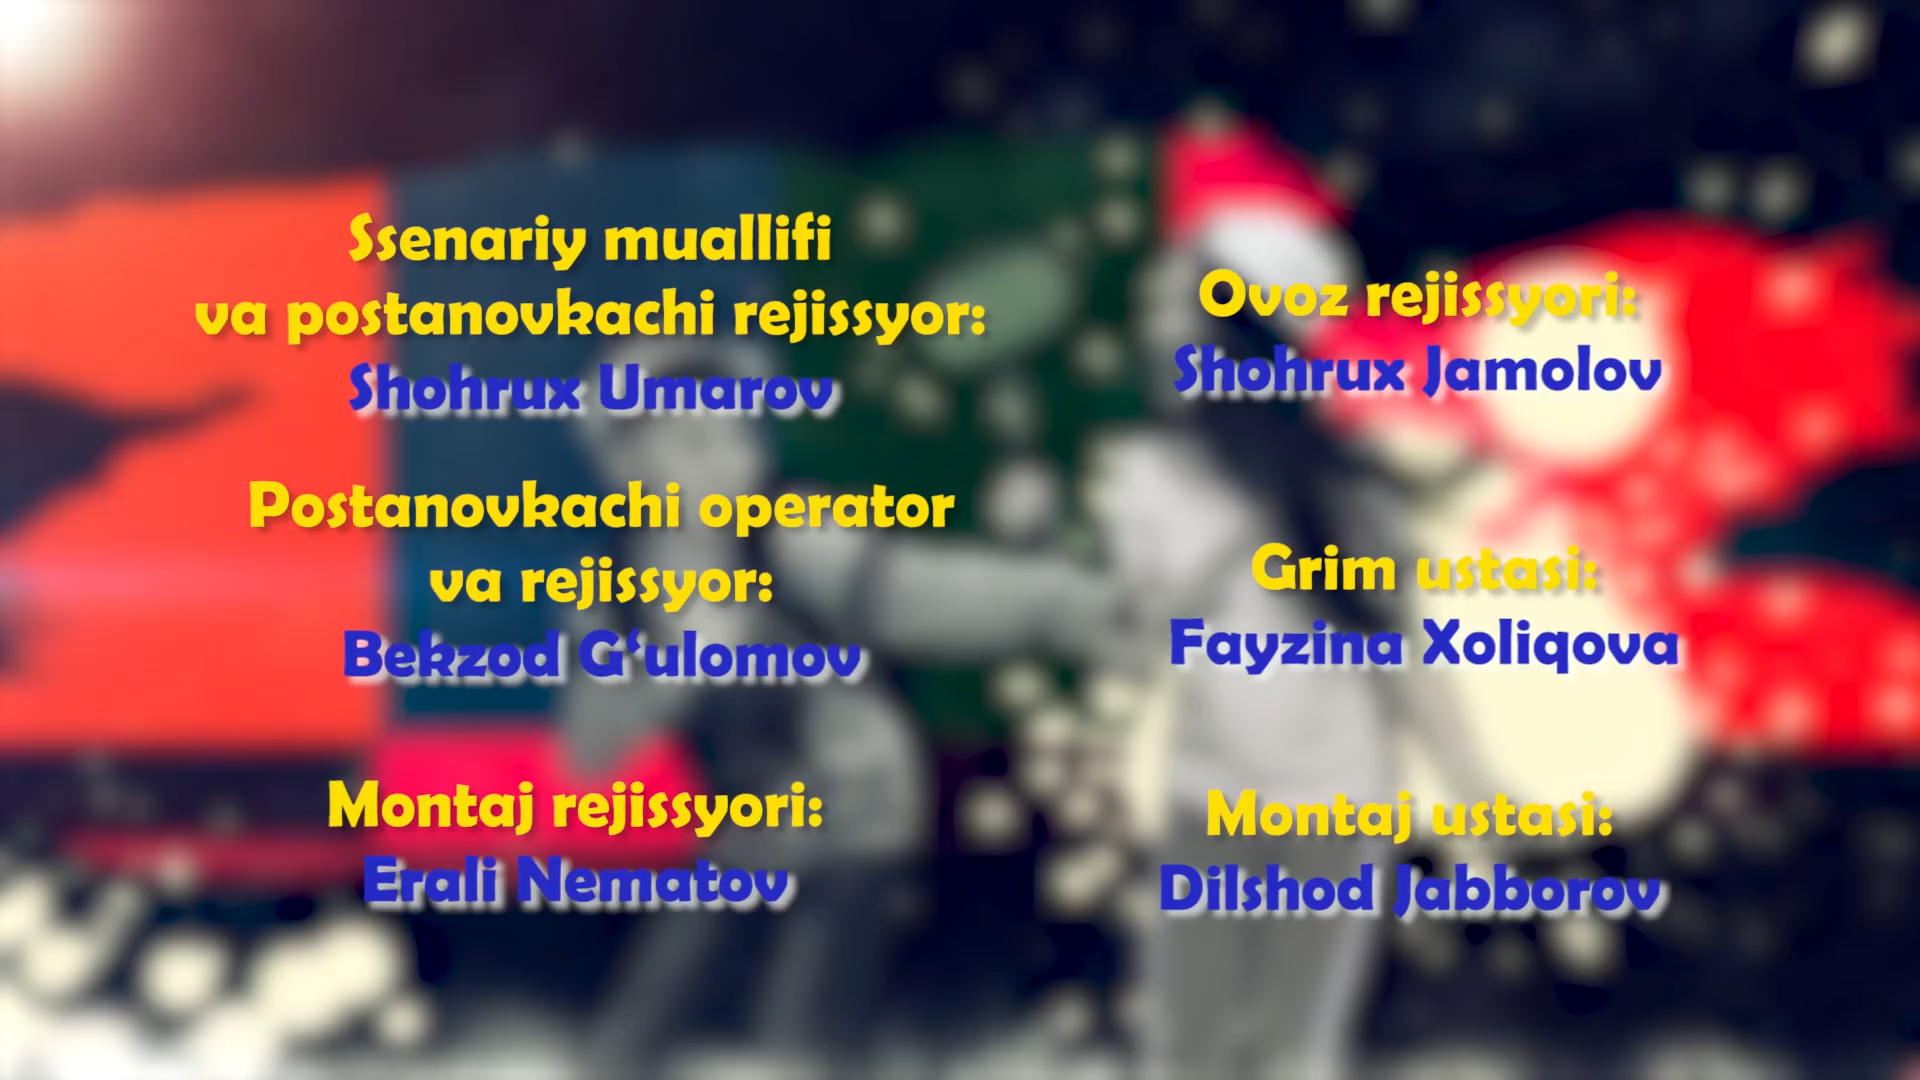 Ssenariy muallifi
va postanovkachi rejissyor:
Shohrux Umarov
Postanovkachi operator
va rejissyor:
Bekzod G‘ulomov
Montaj rejissyori:
Erali Nematov
Ovoz rejissyori:
Shohrux Jamolov
Grim ustasi:
Fayzina Xoliqova
Montaj ustasi:
Dilshod Jabborov